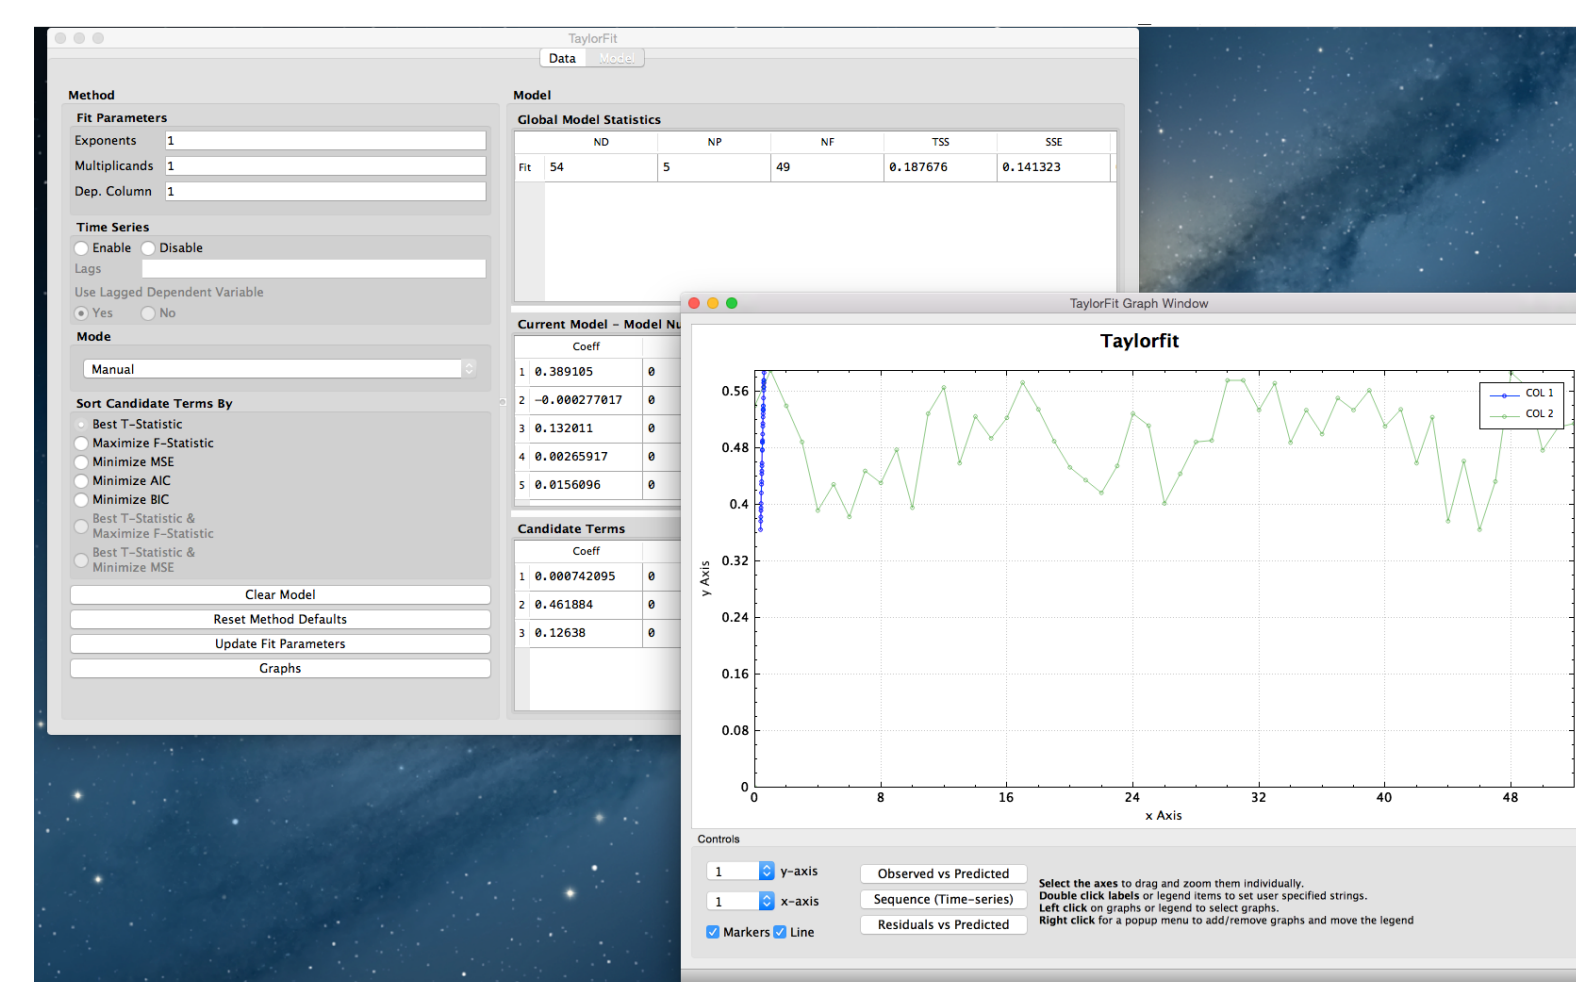 TaylorFit
Data Model
Method
Fit Parameters
Exponents 1
Multiplicands 1
Dep. Column 1
Time Series
Enable Disable
Lags
Use Lagged Dependent Variable
Yes No
Mode
Manual
Sort Candidate Terms By
Best T-Statistic
Maximize F-Statistic
Minimize MSE
Minimize AIC
Minimize BIC
Best T-Statistic &
Maximize F-Statistic
Best T-Statistic &
Minimize MSE
Clear Model
Reset Method Defaults
Update Fit Parameters
Graphs
Model
Global Model Statistics
ND NP NF TSS SSE
Fit 54 5 49 0.187676 0.141323
Current Model - Model Nu
Coeff
1 0.389105 0
2 -0.000277017 0
3 0.132011 0
4 0.00265917 0
5 0.0156096 0
Candidate Terms
Coeff
1 0.000742095 0
2 0.461884 0
3 0.12638 0
TaylorFit Graph Window
Taylorfit
COL 1
COL 2
0.56
0.48
0.4
0.32
0.24
0.16
0.08
0
y Axis
0 8 16 24 32 40 48
x Axis
Controls
1 y-axis
1 x-axis
Markers Line
Observed vs Predicted
Sequence (Time-series)
Residuals vs Predicted
Select the axes to drag and zoom them individually.
Double click labels or legend items to set user specified strings.
Left click on graphs or legend to select graphs.
Right click for a popup menu to add/remove graphs and move the legend